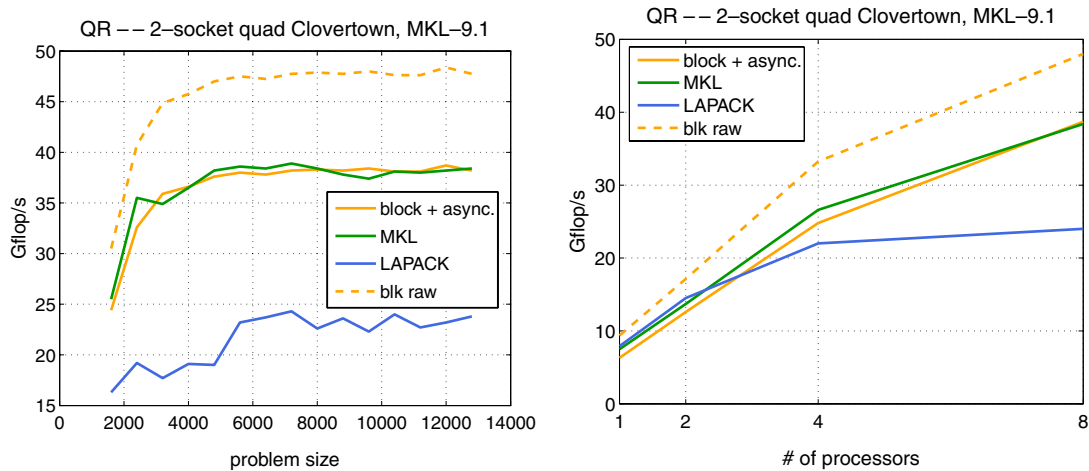 QR – – 2–socket quad Clovertown, MKL–9.1
50
45
40
35
30
25
20
15
Gflop/s
block + async.
MKL
LAPACK
blk raw
0 2000 4000 6000 8000 10000 12000 14000
problem size
QR – – 2–socket quad Clovertown, MKL–9.1
50
40
30
20
10
0
Gflop/s
block + async.
MKL
LAPACK
blk raw
1 2 4 8
# of processors